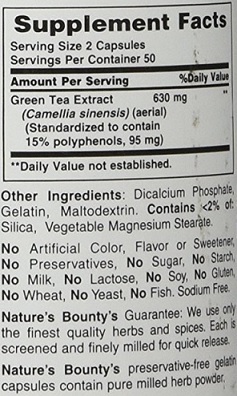 Supplement Facts
Serving Size 2 Capsules
Servings Per Container 50
Amount Per Serving %Daily Value
Green Tea Extract 630 mg **
(Camellia sinensis) (aerial)
(Standardized to contain
15% polyphenols, 95 mg)
**Daily Value not established.
Other Ingredients: Dicalcium Phosphate,
Gelatin, Maltodextrin. Contains <2% of:
Silica, Vegetable Magnesium Stearate.
No Artificial Color, Flavor or Sweetener,
No Preservatives, No Sugar, No Starch,
No Milk, No Lactose, No Soy, No Gluten,
No Wheat, No Yeast, No Fish. Sodium Free.
Nature's Bounty's Guarantee: We use only
the finest quality herbs and spices. Each is
screened and finely milled for quick release.
Nature's Bounty's preservative-free gelatin
capsules contain pure milled herb powder.